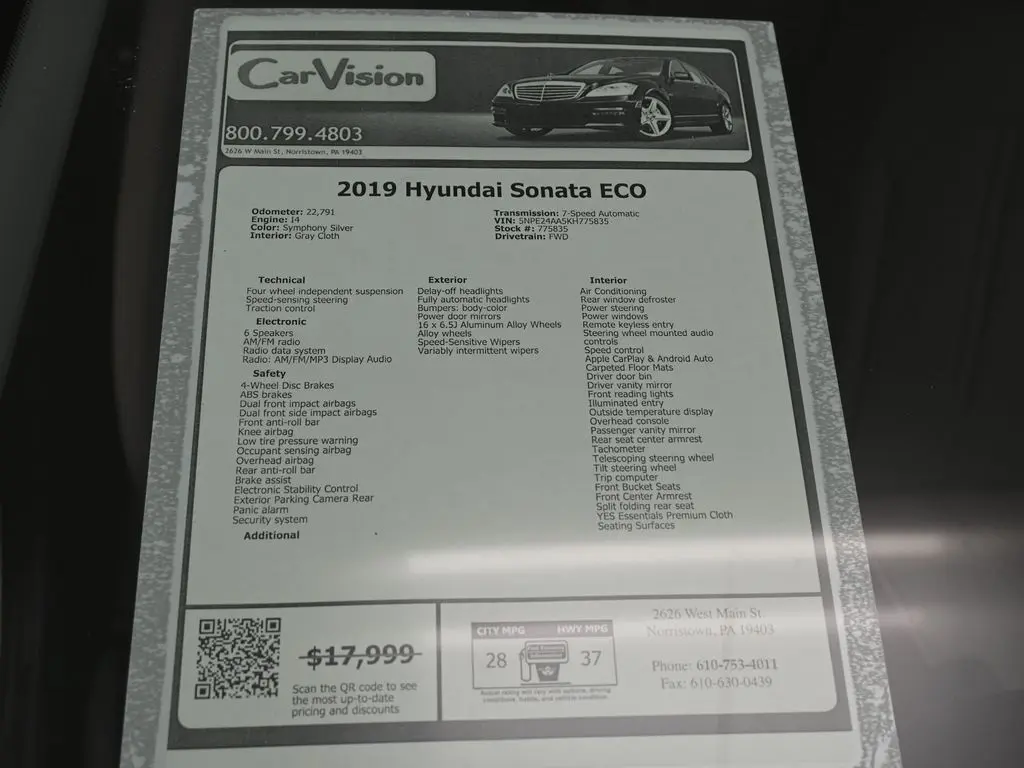 CarVision
800.799.4803
2626 W Main St, Norristown, PA 19403
2019 Hyundai Sonata ECO
Odometer: 22,791
Engine: I4
Color: Symphony Silver
Interior: Gray Cloth
Transmission: 7-Speed Automatic
VIN: 5NPE24AA5KH775835
Stock #: 775835
Drivetrain: FWD
Technical
Four wheel independent suspension
Speed-sensing steering
Traction control
Electronic
6 Speakers
AM/FM radio
Radio data system
Radio: AM/FM/MP3 Display Audio
Safety
4-Wheel Disc Brakes
ABS brakes
Dual front impact airbags
Dual front side impact airbags
Front anti-roll bar
Knee airbag
Low tire pressure warning
Occupant sensing airbag
Overhead airbag
Rear anti-roll bar
Brake assist
Electronic Stability Control
Exterior Parking Camera Rear
Panic alarm
Security system
Additional
Exterior
Delay-off headlights
Fully automatic headlights
Bumpers: body-color
Power door mirrors
16 x 6.5J Aluminum Alloy Wheels
Alloy wheels
Speed-Sensitive Wipers
Variably intermittent wipers
Interior
Air Conditioning
Rear window defroster
Power steering
Power windows
Remote keyless entry
Steering wheel mounted audio
controls
Speed control
Apple CarPlay & Android Auto
Carpeted Floor Mats
Driver door bin
Driver vanity mirror
Front reading lights
Illuminated entry
Outside temperature display
Overhead console
Passenger vanity mirror
Rear seat center armrest
Tachometer
Telescoping steering wheel
Tilt steering wheel
Trip computer
Front Bucket Seats
Front Center Armrest
Split folding rear seat
YES Essentials Premium Cloth
Seating Surfaces
$17,999
Scan the QR code to see
the most up-to-date
pricing and discounts
CITY MPG HWY MPG
28 37
Actual rating will vary with options, driving
conditions, habits, and vehicle condition.
2626 West Main St.
Norristown, PA 19403
Phone: 610-753-4011
Fax: 610-630-0439